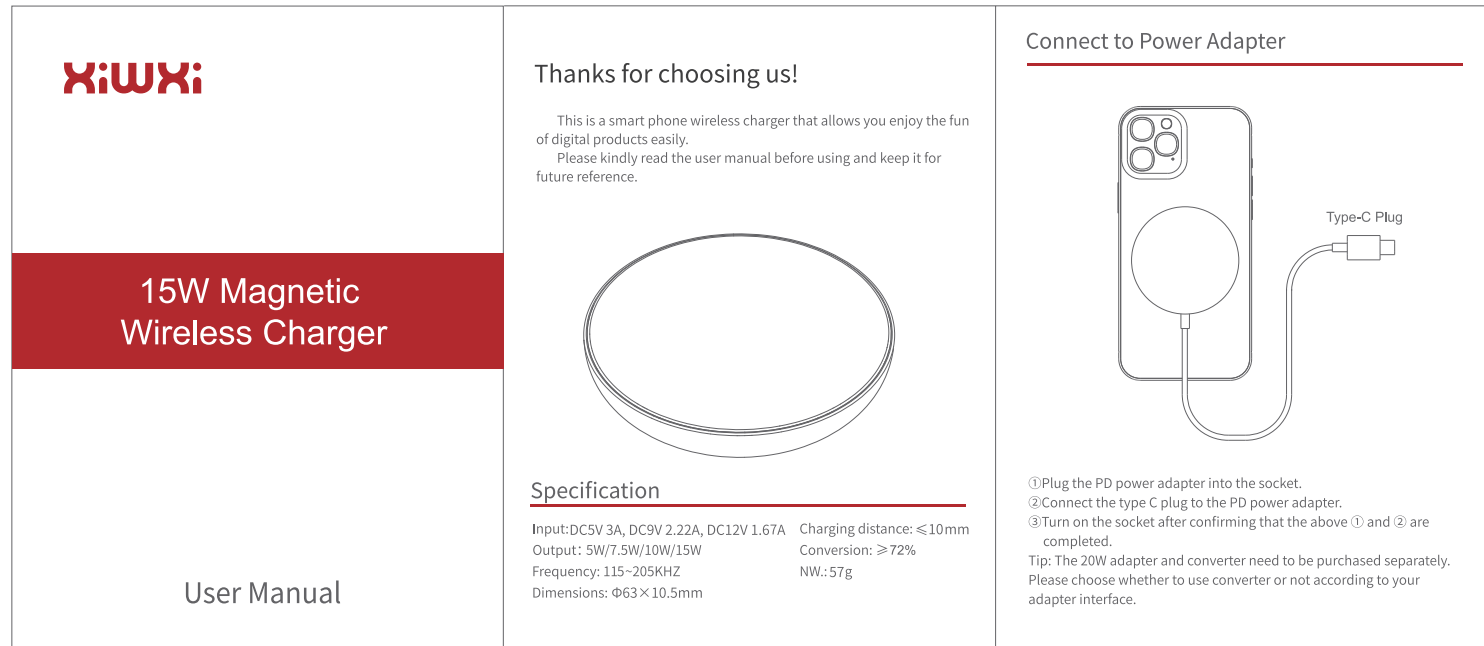 XiWXi
15W Magnetic
Wireless Charger
User Manual
Thanks for choosing us!
This is a smart phone wireless charger that allows you enjoy the fun
of digital products easily.
Please kindly read the user manual before using and keep it for
future reference.
Specification
Input:DC5V 3A, DC9V 2.22A, DC12V 1.67A
Output: 5W/7.5W/10W/15W
Frequency: 115~205KHZ
Dimensions: Φ63×10.5mm
Charging distance: ≤10mm
Conversion: ≥72%
NW.: 57g
Connect to Power Adapter
Type-C Plug
①Plug the PD power adapter into the socket.
②Connect the type C plug to the PD power adapter.
③Turn on the socket after confirming that the above ① and ② are
completed.
Tip: The 20W adapter and converter need to be purchased separately.
Please choose whether to use converter or not according to your
adapter interface.